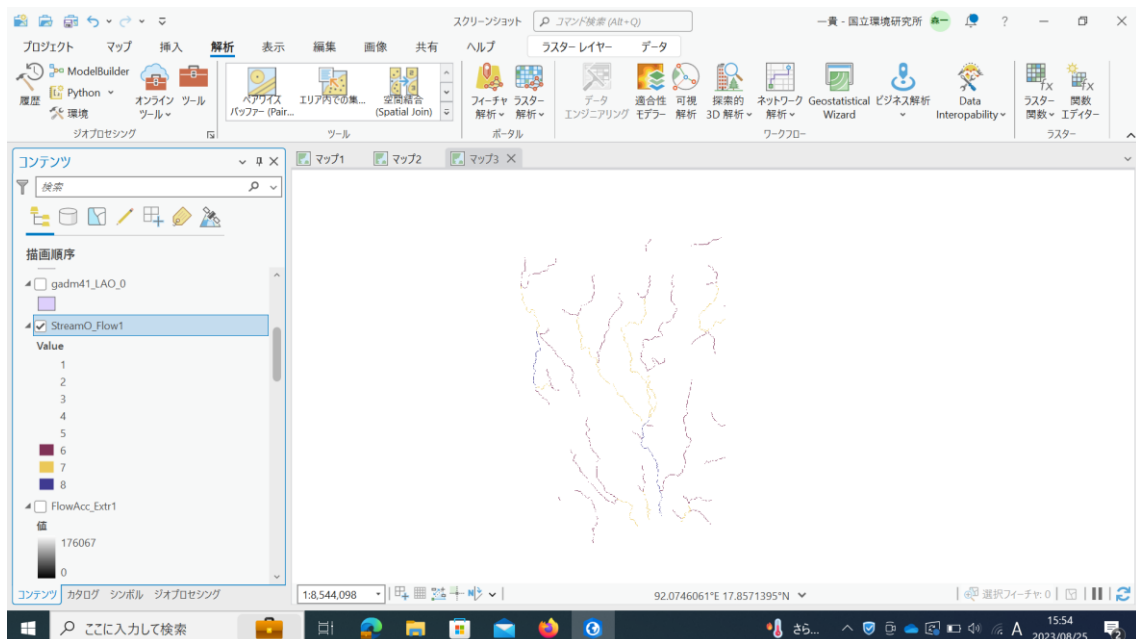 スクリーンショット
コマンド検索 (Alt+Q)
一貴 - 国立環境研究所
森一
?
プロジェクト マップ 挿入 解析 表示 編集 画像 共有 ヘルプ ラスター レイヤー データ
履歴
ModelBuilder
Python
環境
オンライン ツール
ツール
ペアワイズ バッファー (Pair...
エリア内での集...
空間結合 (Spatial Join)
フィーチャ 解析
ラスター 解析
データ エンジニアリング
適合性 モデラー
可視 解析
探索的 3D 解析
ネットワーク 解析
Geostatistical Wizard
ビジネス解析
Data Interoperability
ラスター 関数
関数 エディター
ジオプロセシング ツール ポータル ワークフロー ラスター
コンテンツ
マップ1 マップ2 マップ3
検索
描画順序
gadm41_LAO_0
StreamO_Flow1
Value
1
2
3
4
5
6
7
8
FlowAcc_Extr1
値
176067
0
コンテンツ カタログ シンボル ジオプロセシング
1:8,544,098
92.0746061°E 17.8571395°N
選択フィーチャ: 0
ここに入力して検索
さら...
A
15:54
2023/08/25
2